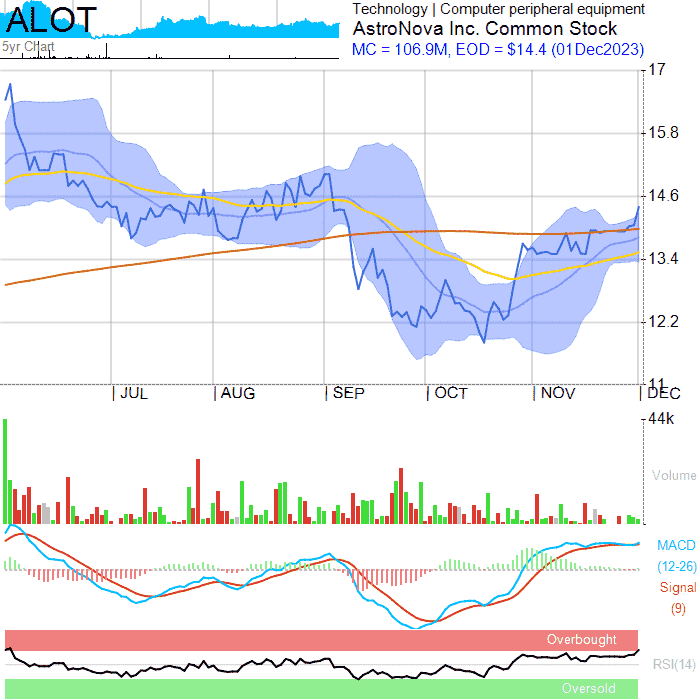 ALOT
5yr Chart
Technology | Computer peripheral equipment
AstroNova Inc. Common Stock
MC = 106.9M, EOD = $14.4 (01Dec2023)
17
15.8
14.6
13.4
12.2
11
JUL AUG SEP OCT NOV DEC
44k
Volume
MACD
(12-26)
Signal
(9)
Overbought
RSI(14)
Oversold